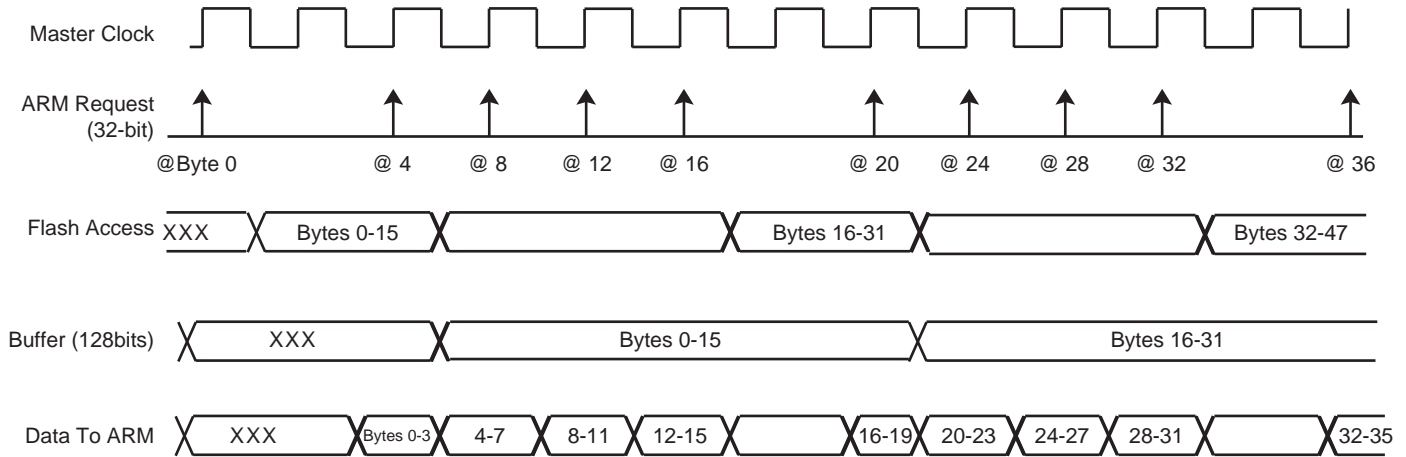 Master Clock
ARM Request
(32-bit)
@Byte 0 @ 4 @ 8 @ 12 @ 16 @ 20 @ 24 @ 28 @ 32 @ 36
Flash Access XXX Bytes 0-15 Bytes 16-31 Bytes 32-47
Buffer (128bits) XXX Bytes 0-15 Bytes 16-31
Data To ARM XXX Bytes 0-3 4-7 8-11 12-15 16-19 20-23 24-27 28-31 32-35